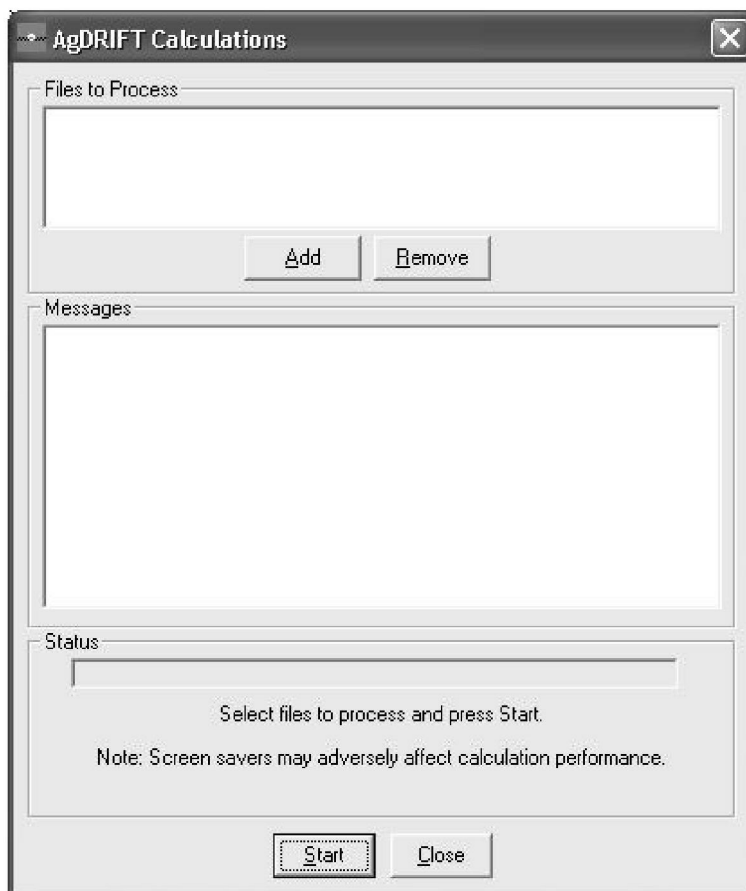 AgDRIFT Calculations
Files to Process
Add Remove
Messages
Status
Select files to process and press Start.
Note: Screen savers may adversely affect calculation performance.
Start Close